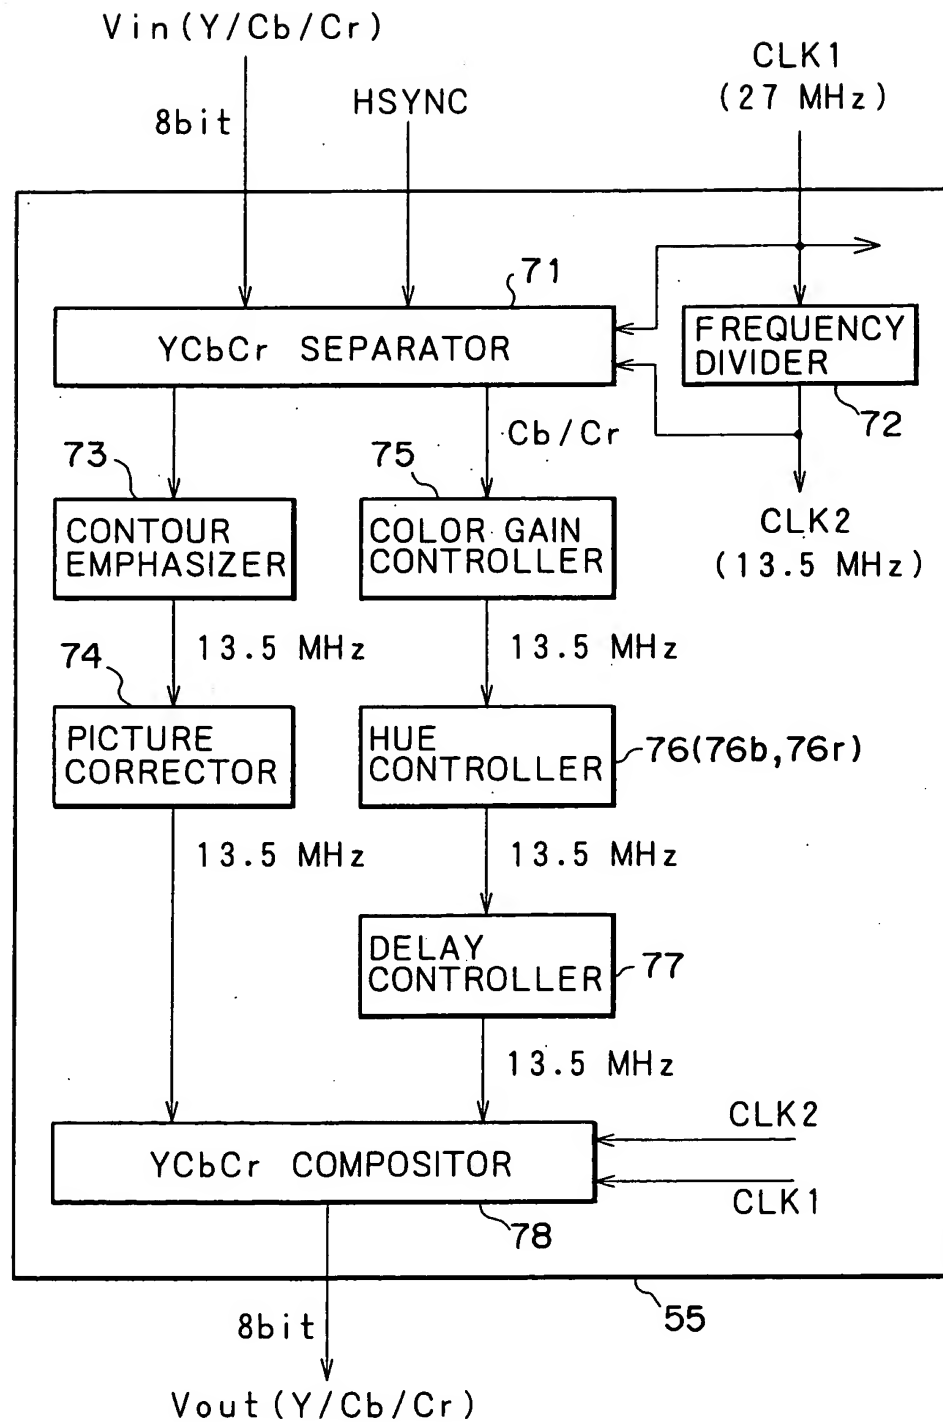 Vin(Y/Cb/Cr)
8bit
HSYNC
CLK1
(27 MHz)
71
YCbCr SEPARATOR
FREQUENCY
DIVIDER
72
Cb/Cr
73
75
CONTOUR
EMPHASIZER
COLOR GAIN
CONTROLLER
CLK2
(13.5 MHz)
13.5 MHz
13.5 MHz
74
PICTURE
CORRECTOR
HUE
CONTROLLER
76(76b,76r)
13.5 MHz
13.5 MHz
DELAY
CONTROLLER
77
13.5 MHz
CLK2
YCbCr COMPOSITOR
CLK1
78
55
8bit
Vout(Y/Cb/Cr)